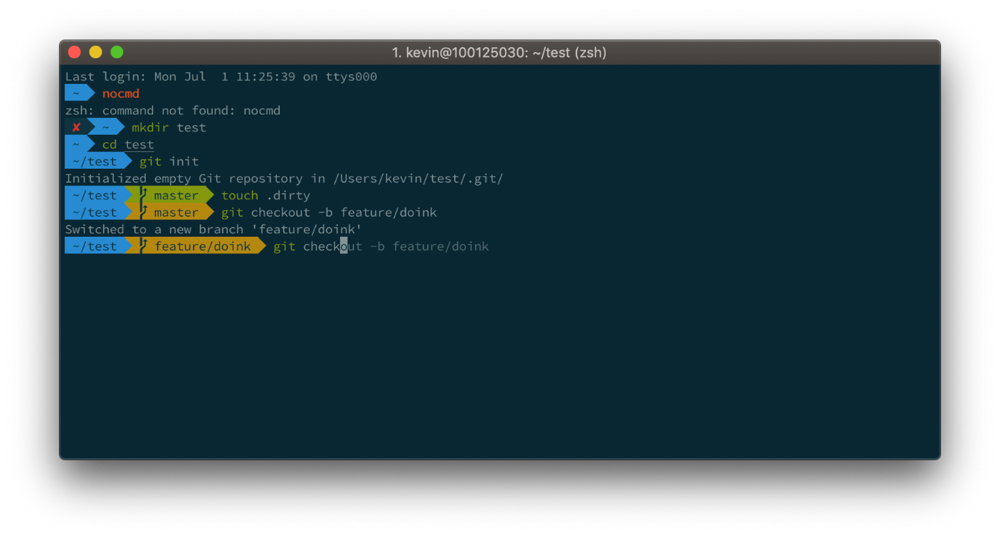 1. kevin@100125030: ~/test (zsh)
Last login: Mon Jul  1 11:25:39 on ttys000
~ nocmd
zsh: command not found: nocmd
✘ ~ mkdir test
~ cd test
~/test git init
Initialized empty Git repository in /Users/kevin/test/.git/
~/test master touch .dirty
~/test master git checkout -b feature/doink
Switched to a new branch 'feature/doink'
~/test feature/doink git checkout -b feature/doink